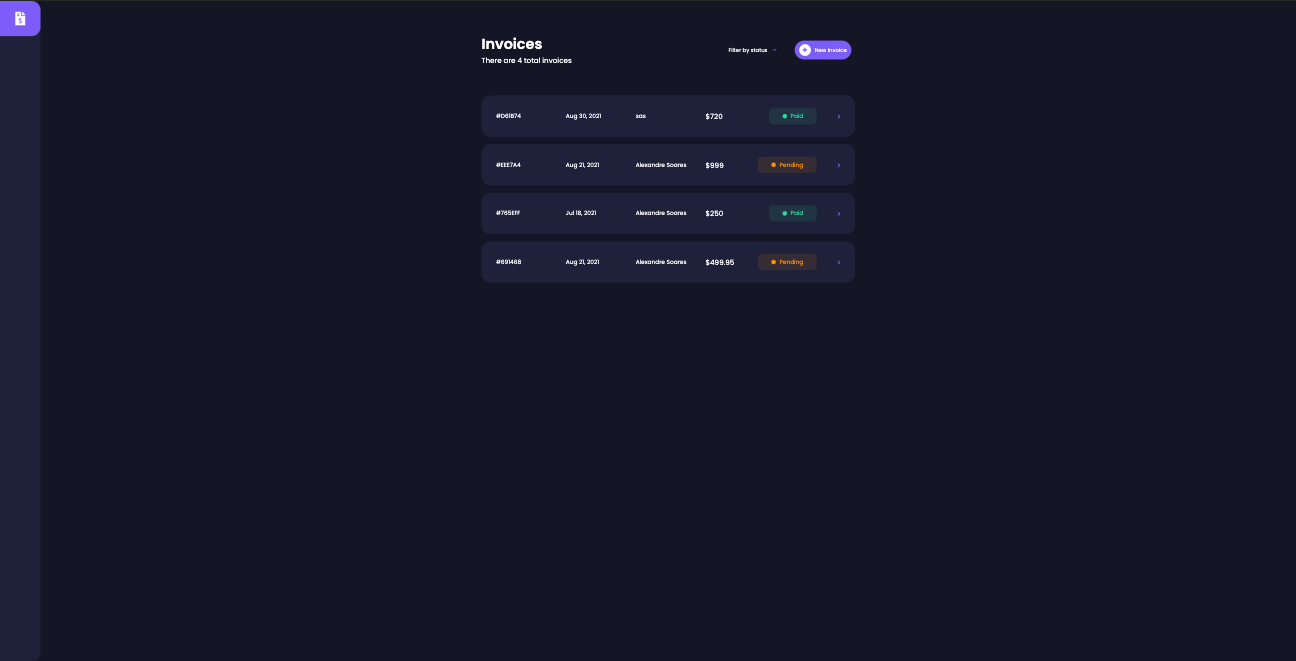 Invoices
There are 4 total invoices
Filter by status
New Invoice
#D61B74 Aug 30, 2021 sas $720 Paid
#EEE7A4 Aug 21, 2021 Alexandre Soares $999 Pending
#765EFF Jul 18, 2021 Alexandre Soares $250 Paid
#691468 Aug 21, 2021 Alexandre Soares $499.95 Pending